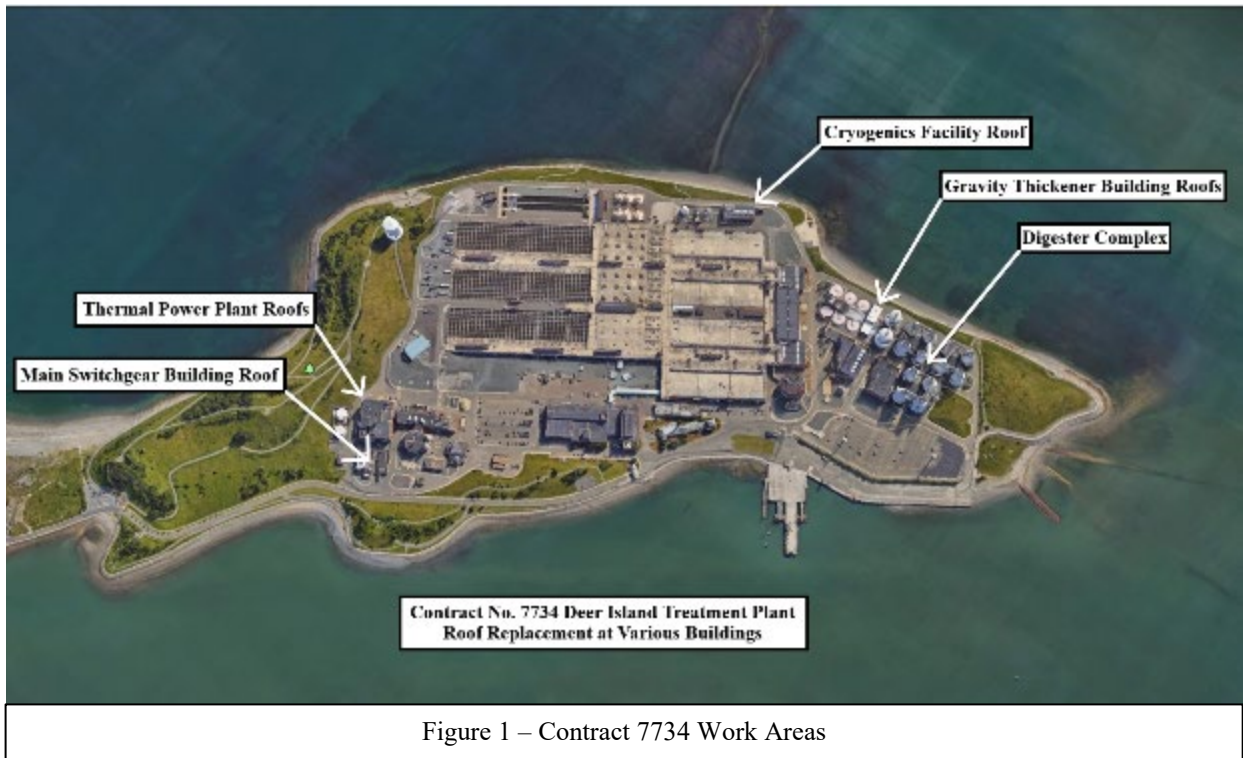 Cryogenics Facility Roof
Gravity Thickener Building Roofs
Digester Complex
Thermal Power Plant Roofs
Main Switchgear Building Roof
Contract No. 7734 Deer Island Treatment Plant
Roof Replacement at Various Buildings
Figure 1 – Contract 7734 Work Areas